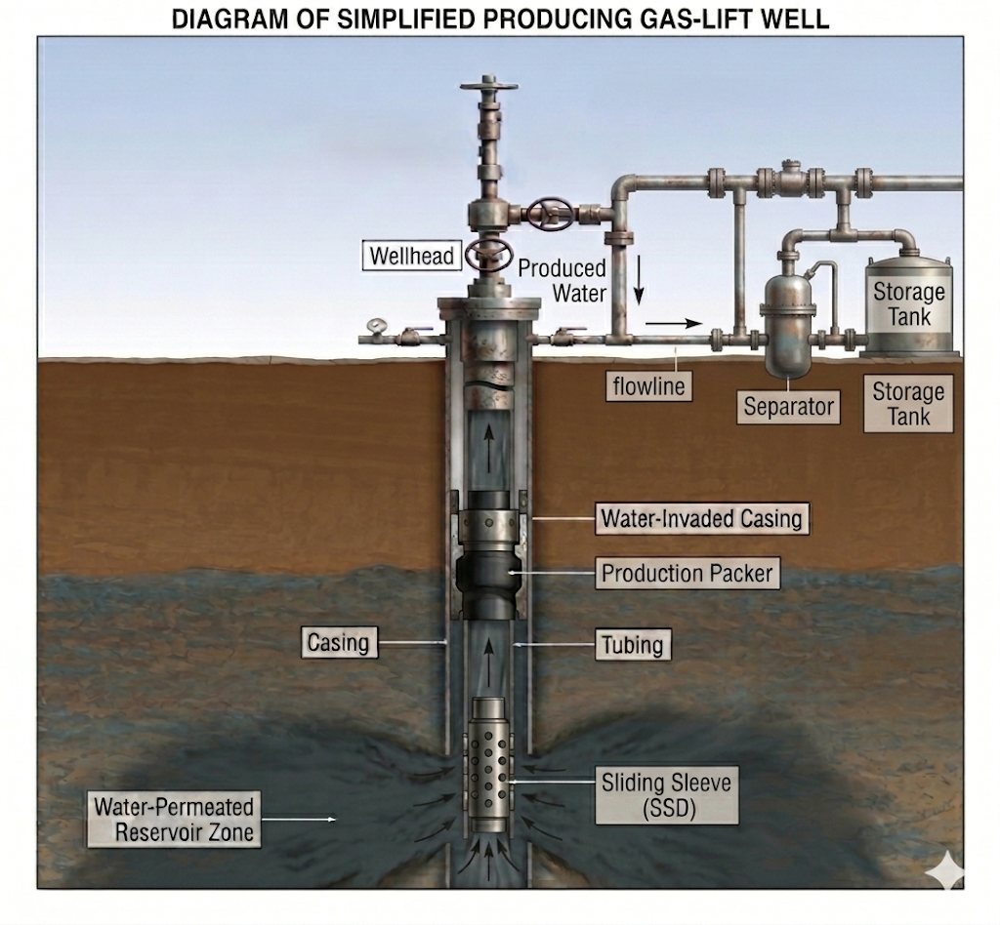 DIAGRAM OF SIMPLIFIED PRODUCING GAS-LIFT WELL
Wellhead
Produced
Water
Storage
Tank
flowline
Separator
Storage
Tank
Water-Invaded Casing
Production Packer
Casing
Tubing
Sliding Sleeve
(SSD)
Water-Permeated
Reservoir Zone